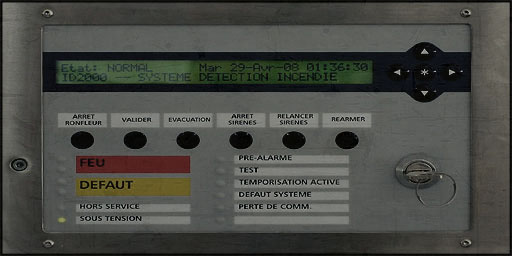 Etat: NORMAL Mar 29-Avr-08 01:36:30
ID2000 -- SYSTEME DETECTION INCENDIE
ARRET RONFLEUR
VALIDER
EVACUATION
ARRET SIRENES
RELANCER SIRENES
REARMER
FEU
DEFAUT
HORS SERVICE
SOUS TENSION
PRE-ALARME
TEST
TEMPORISATION ACTIVE
DEFAUT SYSTEME
PERTE DE COMM.